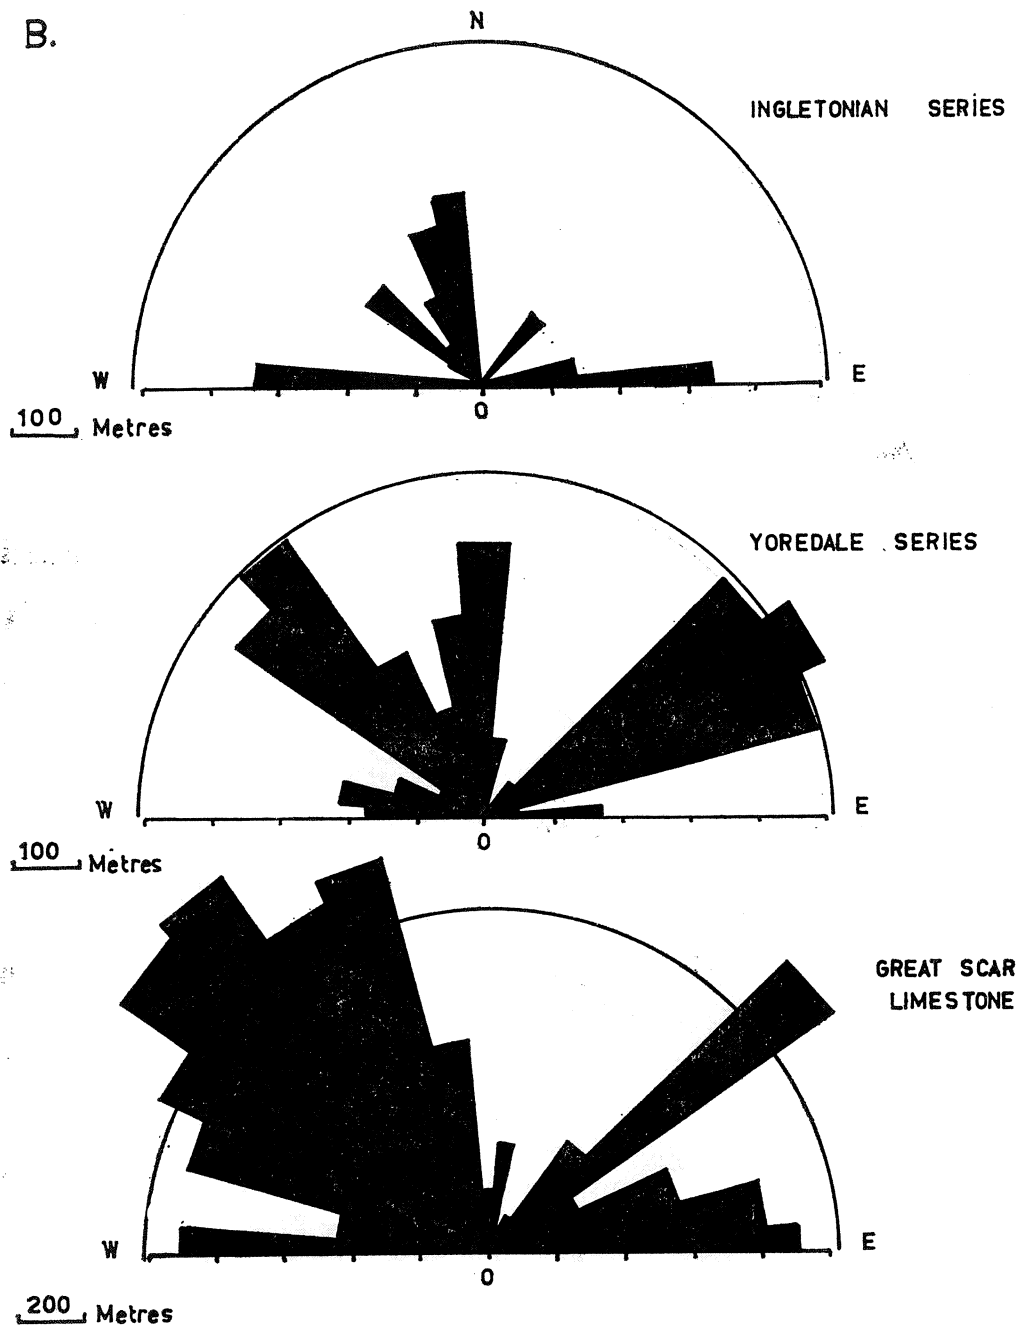 B.
N
INGLETONIAN SERIES
W
E
O
100 Metres
YOREDALE SERIES
W
E
O
100 Metres
GREAT SCAR
LIMESTONE
W
E
O
200 Metres